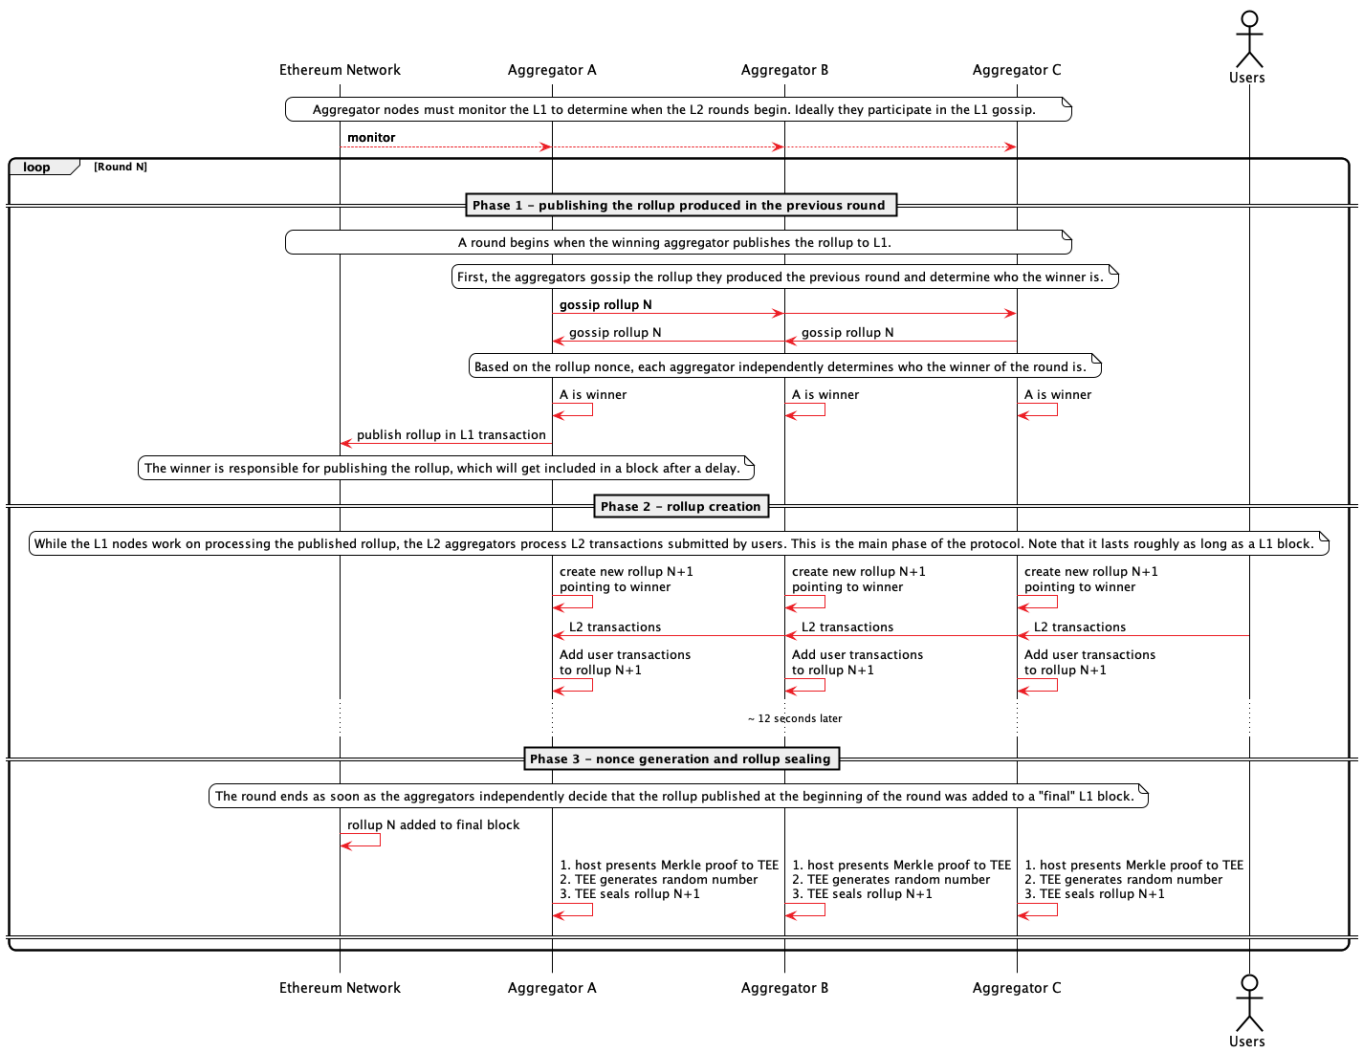 Ethereum Network Aggregator A Aggregator B Aggregator C Users
Aggregator nodes must monitor the L1 to determine when the L2 rounds begin. Ideally they participate in the L1 gossip.
monitor
loop [Round N]
Phase 1 - publishing the rollup produced in the previous round
A round begins when the winning aggregator publishes the rollup to L1.
First, the aggregators gossip the rollup they produced the previous round and determine who the winner is.
gossip rollup N
gossip rollup N gossip rollup N
Based on the rollup nonce, each aggregator independently determines who the winner of the round is.
A is winner A is winner A is winner
publish rollup in L1 transaction
The winner is responsible for publishing the rollup, which will get included in a block after a delay.
Phase 2 - rollup creation
While the L1 nodes work on processing the published rollup, the L2 aggregators process L2 transactions submitted by users. This is the main phase of the protocol. Note that it lasts roughly as long as a L1 block.
create new rollup N+1 create new rollup N+1 create new rollup N+1
pointing to winner pointing to winner pointing to winner
L2 transactions L2 transactions L2 transactions
Add user transactions Add user transactions Add user transactions
to rollup N+1 to rollup N+1 to rollup N+1
~ 12 seconds later
Phase 3 - nonce generation and rollup sealing
The round ends as soon as the aggregators independently decide that the rollup published at the beginning of the round was added to a "final" L1 block.
rollup N added to final block
1. host presents Merkle proof to TEE 1. host presents Merkle proof to TEE 1. host presents Merkle proof to TEE
2. TEE generates random number 2. TEE generates random number 2. TEE generates random number
3. TEE seals rollup N+1 3. TEE seals rollup N+1 3. TEE seals rollup N+1
Ethereum Network Aggregator A Aggregator B Aggregator C Users